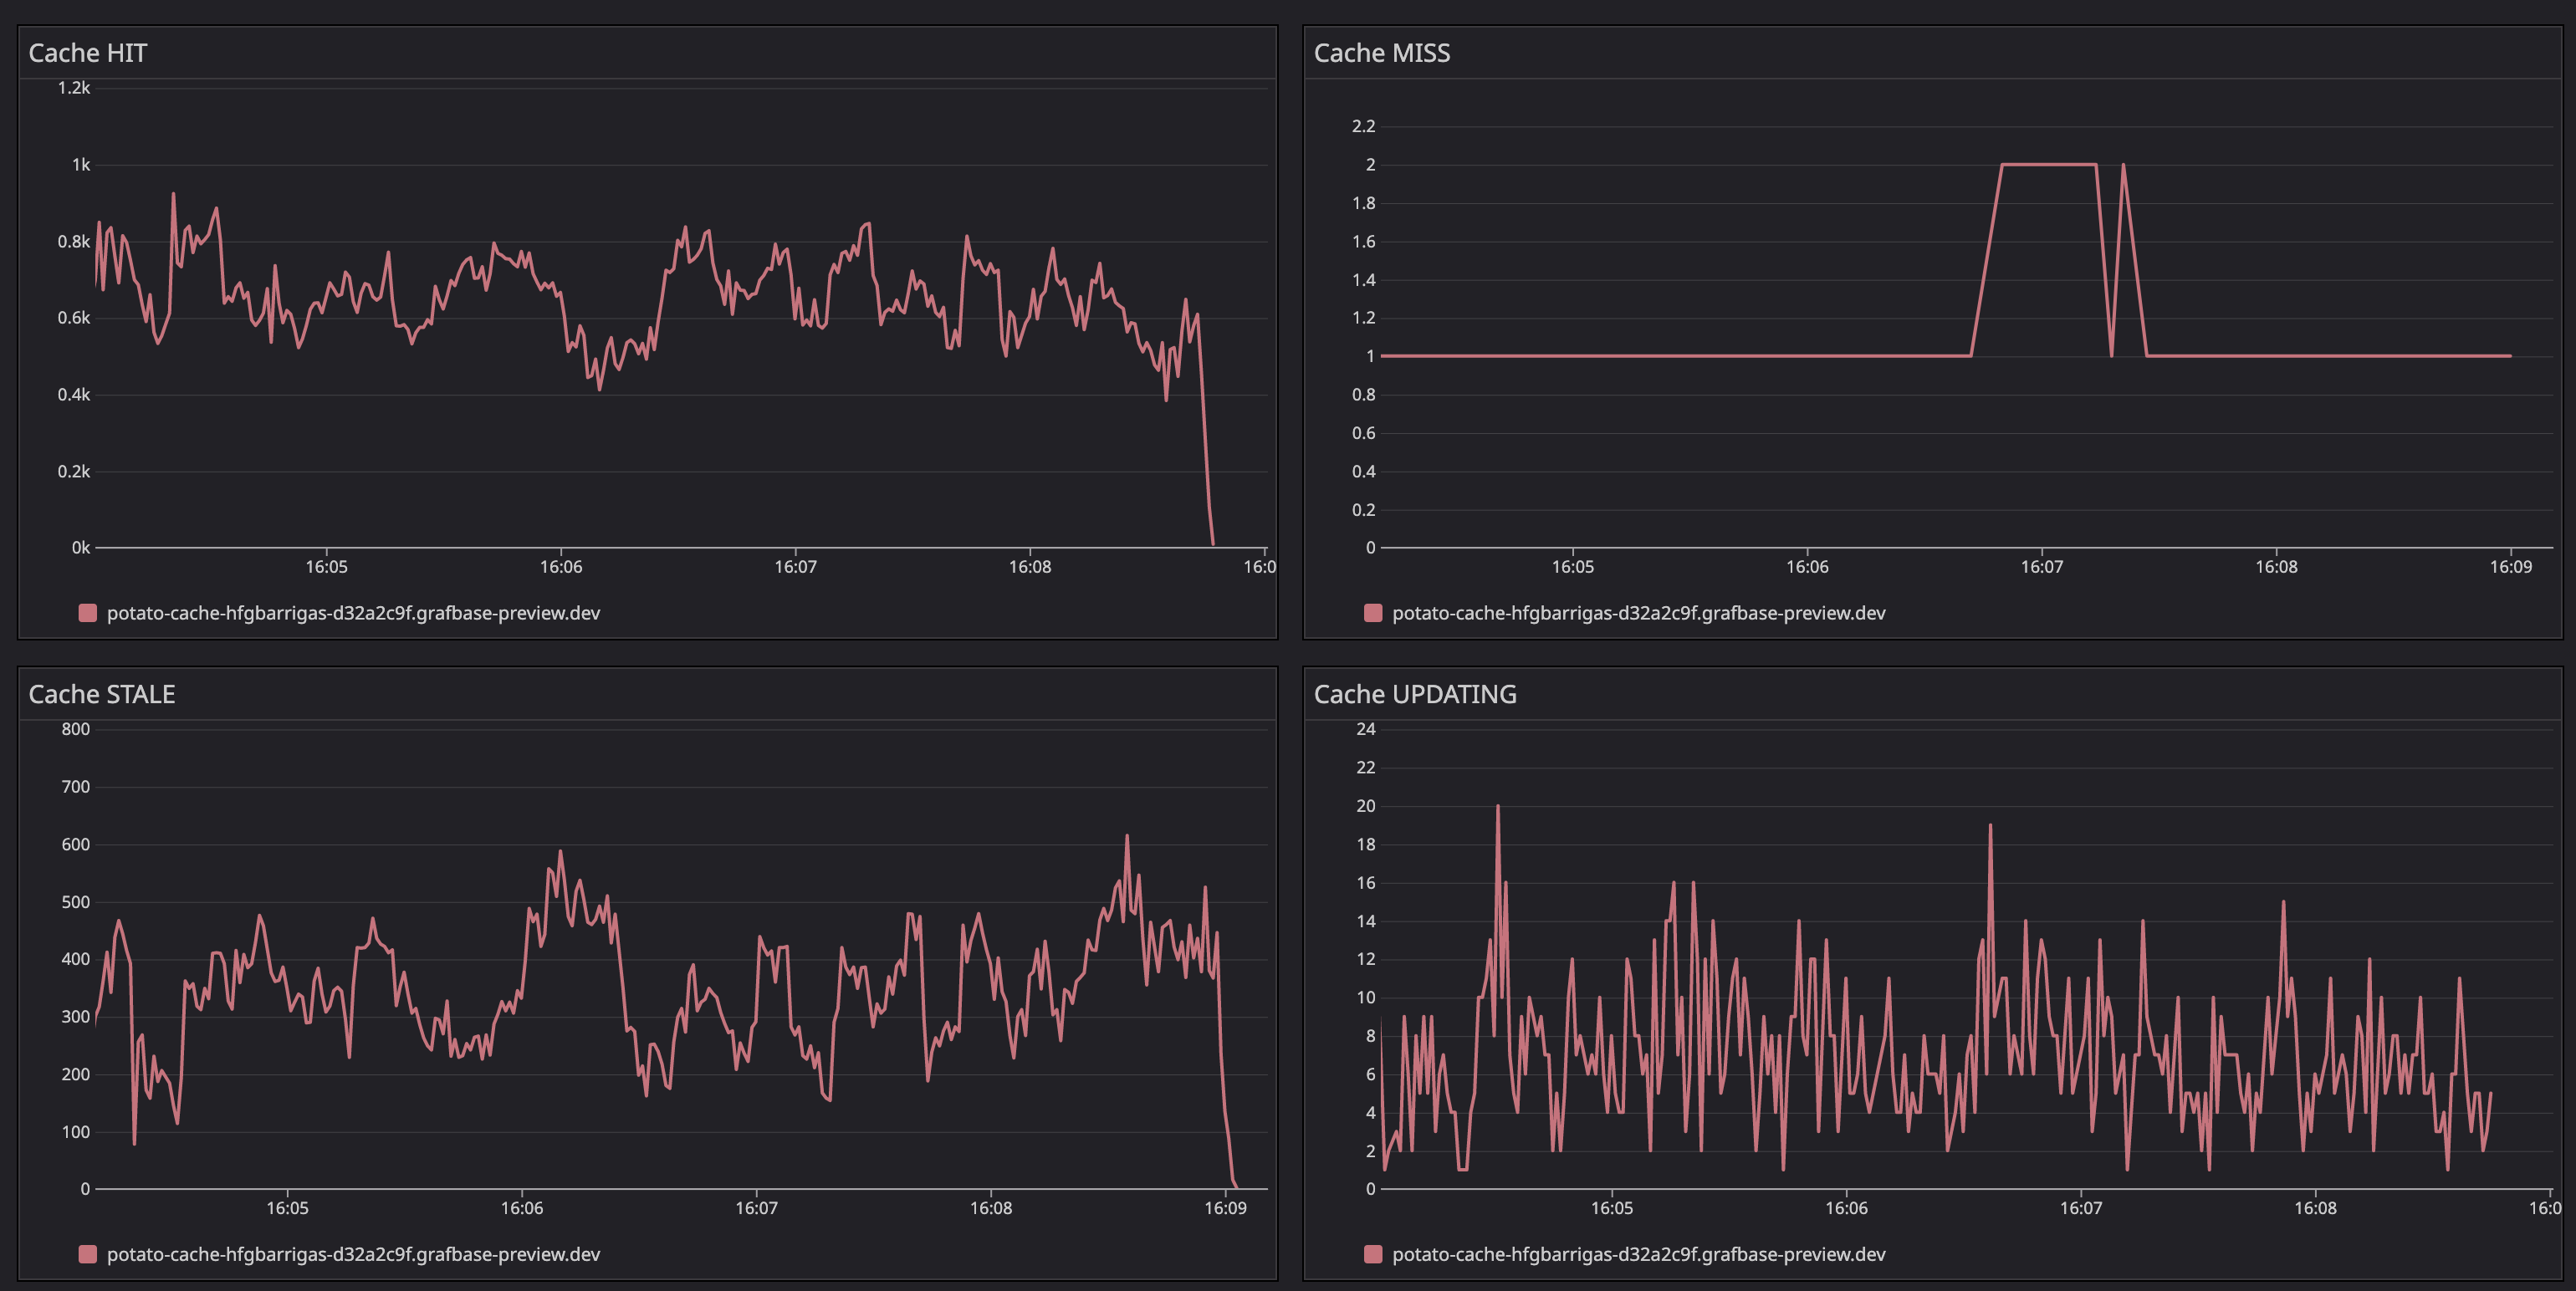 Cache HIT
1.2k
1k
0.8k
0.6k
0.4k
0.2k
0k
16:05 16:06 16:07 16:08 16:0
potato-cache-hfgbarrigas-d32a2c9f.grafbase-preview.dev
Cache MISS
2.2
2
1.8
1.6
1.4
1.2
1
0.8
0.6
0.4
0.2
0
16:05 16:06 16:07 16:08 16:09
potato-cache-hfgbarrigas-d32a2c9f.grafbase-preview.dev
Cache STALE
800
700
600
500
400
300
200
100
0
16:05 16:06 16:07 16:08 16:09
potato-cache-hfgbarrigas-d32a2c9f.grafbase-preview.dev
Cache UPDATING
24
22
20
18
16
14
12
10
8
6
4
2
0
16:05 16:06 16:07 16:08 16:0
potato-cache-hfgbarrigas-d32a2c9f.grafbase-preview.dev